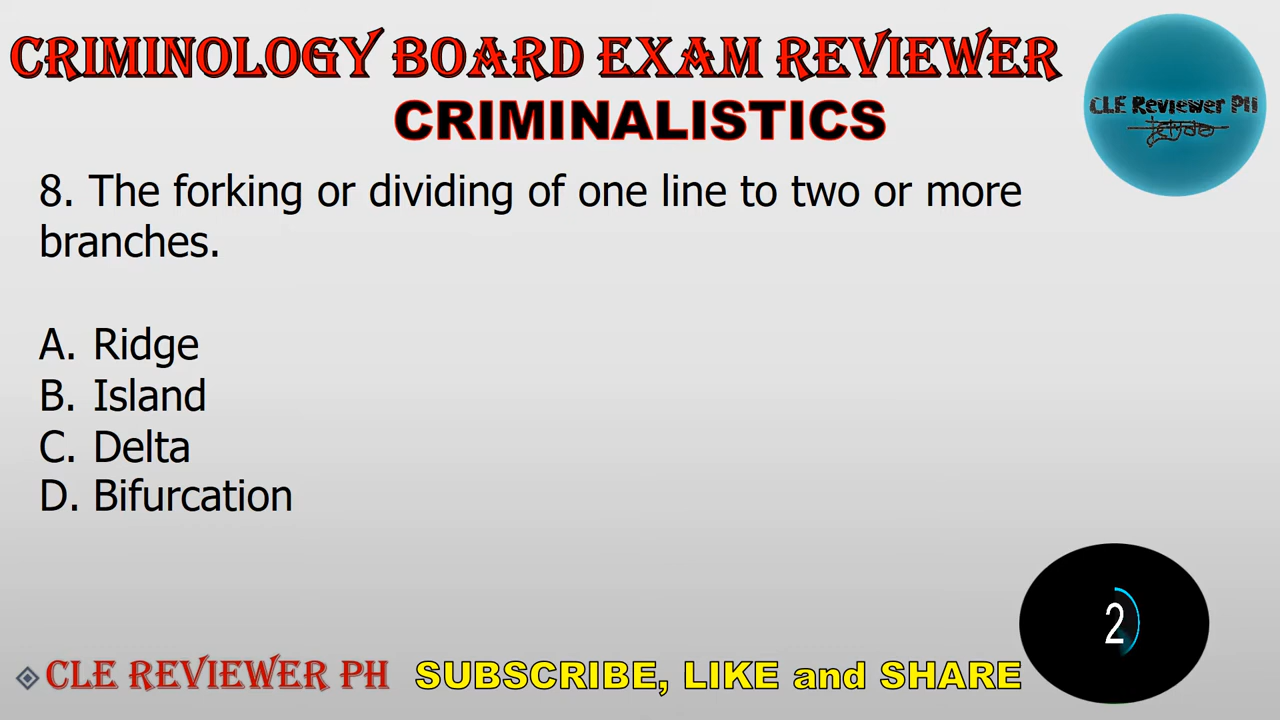 CRIMINOLOGY BOARD EXAM REVIEWER
CRIMINALISTICS
CLE Reviewer PH
8. The forking or dividing of one line to two or more
branches.
A. Ridge
B. Island
C. Delta
D. Bifurcation
2
CLE REVIEWER PH SUBSCRIBE, LIKE and SHARE